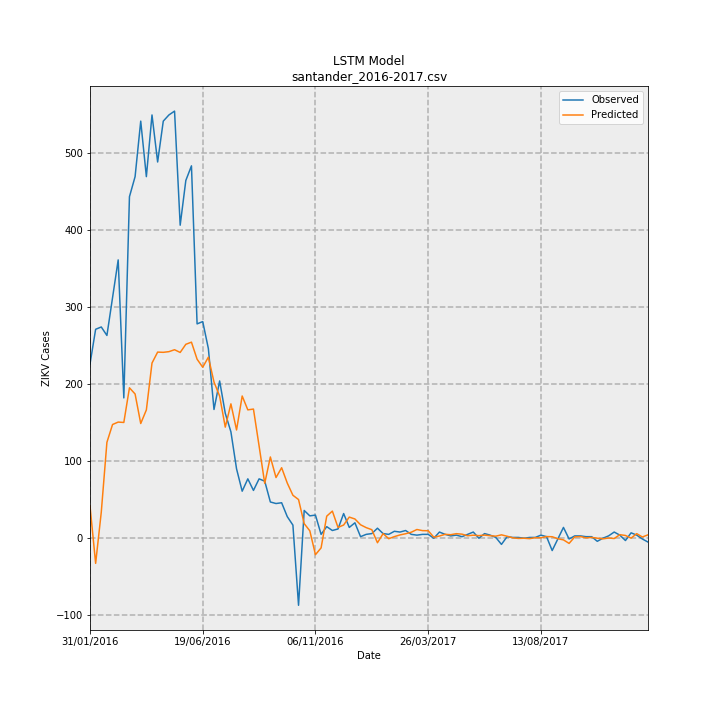 LSTM Model
santander_2016-2017.csv
Observed
Predicted
500
400
300
200
100
0
−100
ZIKV Cases
31/01/2016
19/06/2016
06/11/2016
26/03/2017
13/08/2017
Date